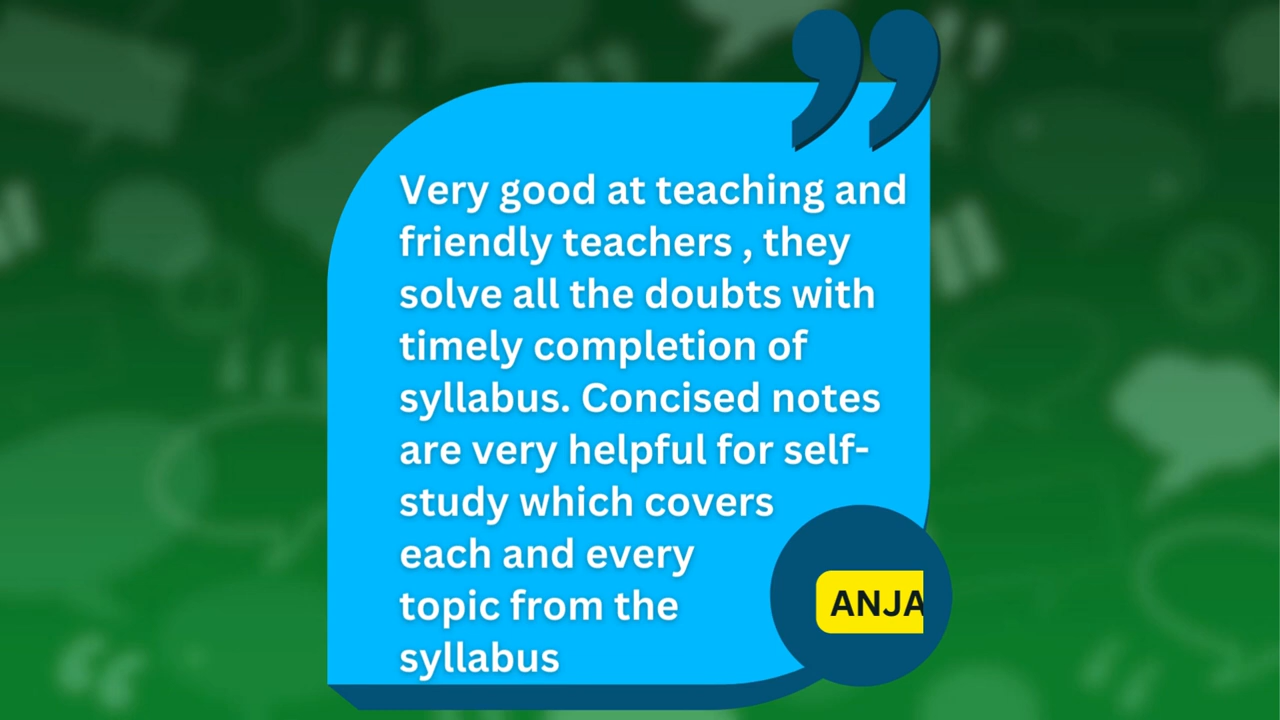 Very good at teaching and
friendly teachers , they
solve all the doubts with
timely completion of
syllabus. Concised notes
are very helpful for self-
study which covers
each and every
topic from the
syllabus
ANJA